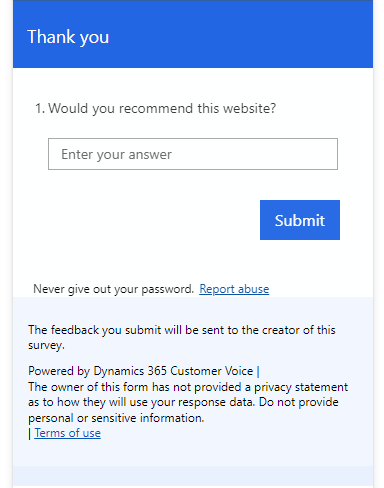 Thank you
1. Would you recommend this website?
Enter your answer
Submit
Never give out your password. Report abuse
The feedback you submit will be sent to the creator of this
survey.
Powered by Dynamics 365 Customer Voice |
The owner of this form has not provided a privacy statement
as to how they will use your response data. Do not provide
personal or sensitive information.
| Terms of use